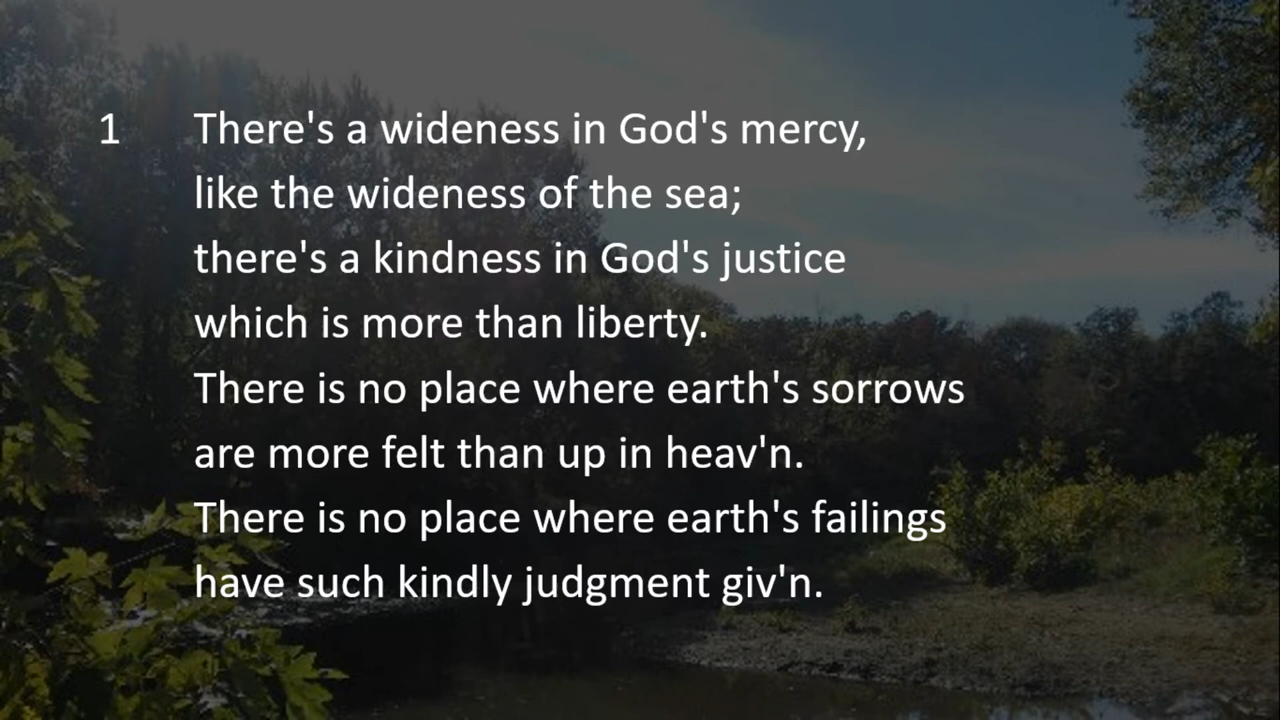 1 There's a wideness in God's mercy,
like the wideness of the sea;
there's a kindness in God's justice
which is more than liberty.
There is no place where earth's sorrows
are more felt than up in heav'n.
There is no place where earth's failings
have such kindly judgment giv'n.